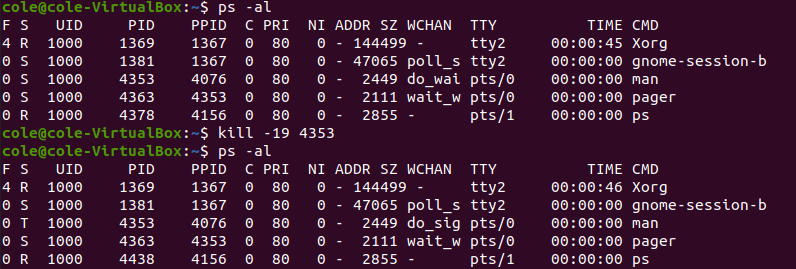 cole@cole-VirtualBox:~$ ps -al
F S   UID     PID    PPID  C PRI  NI ADDR SZ WCHAN  TTY          TIME CMD
4 R  1000    1369    1367  0  80   0 - 144499 -     tty2     00:00:45 Xorg
0 S  1000    1381    1367  0  80   0 - 47065 poll_s tty2     00:00:00 gnome-session-b
0 S  1000    4353    4076  0  80   0 -  2449 do_wai pts/0    00:00:00 man
0 S  1000    4363    4353  0  80   0 -  2111 wait_w pts/0    00:00:00 pager
0 R  1000    4378    4156  0  80   0 -  2855 -      pts/1    00:00:00 ps
cole@cole-VirtualBox:~$ kill -19 4353
cole@cole-VirtualBox:~$ ps -al
F S   UID     PID    PPID  C PRI  NI ADDR SZ WCHAN  TTY          TIME CMD
4 R  1000    1369    1367  0  80   0 - 144499 -     tty2     00:00:46 Xorg
0 S  1000    1381    1367  0  80   0 - 47065 poll_s tty2     00:00:00 gnome-session-b
0 T  1000    4353    4076  0  80   0 -  2449 do_sig pts/0    00:00:00 man
0 S  1000    4363    4353  0  80   0 -  2111 wait_w pts/0    00:00:00 pager
0 R  1000    4438    4156  0  80   0 -  2855 -      pts/1    00:00:00 ps